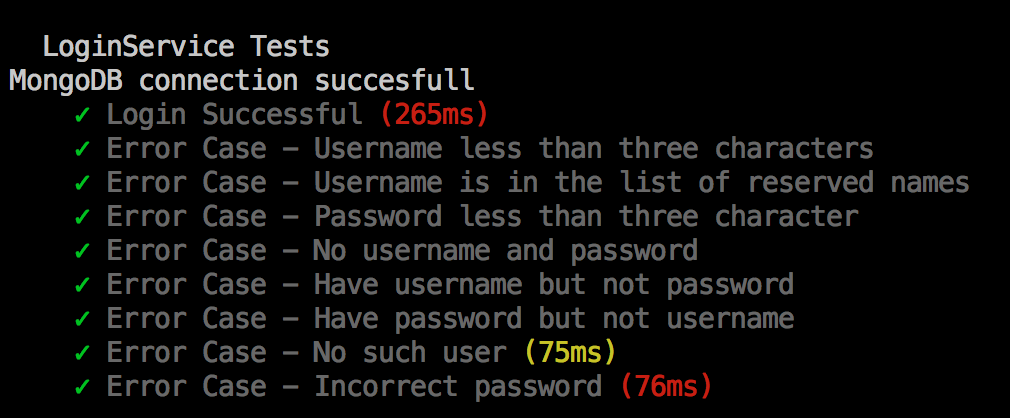 LoginService Tests
MongoDB connection succesfull
✓ Login Successful (265ms)
✓ Error Case – Username less than three characters
✓ Error Case – Username is in the list of reserved names
✓ Error Case – Password less than three character
✓ Error Case – No username and password
✓ Error Case – Have username but not password
✓ Error Case – Have password but not username
✓ Error Case – No such user (75ms)
✓ Error Case – Incorrect password (76ms)